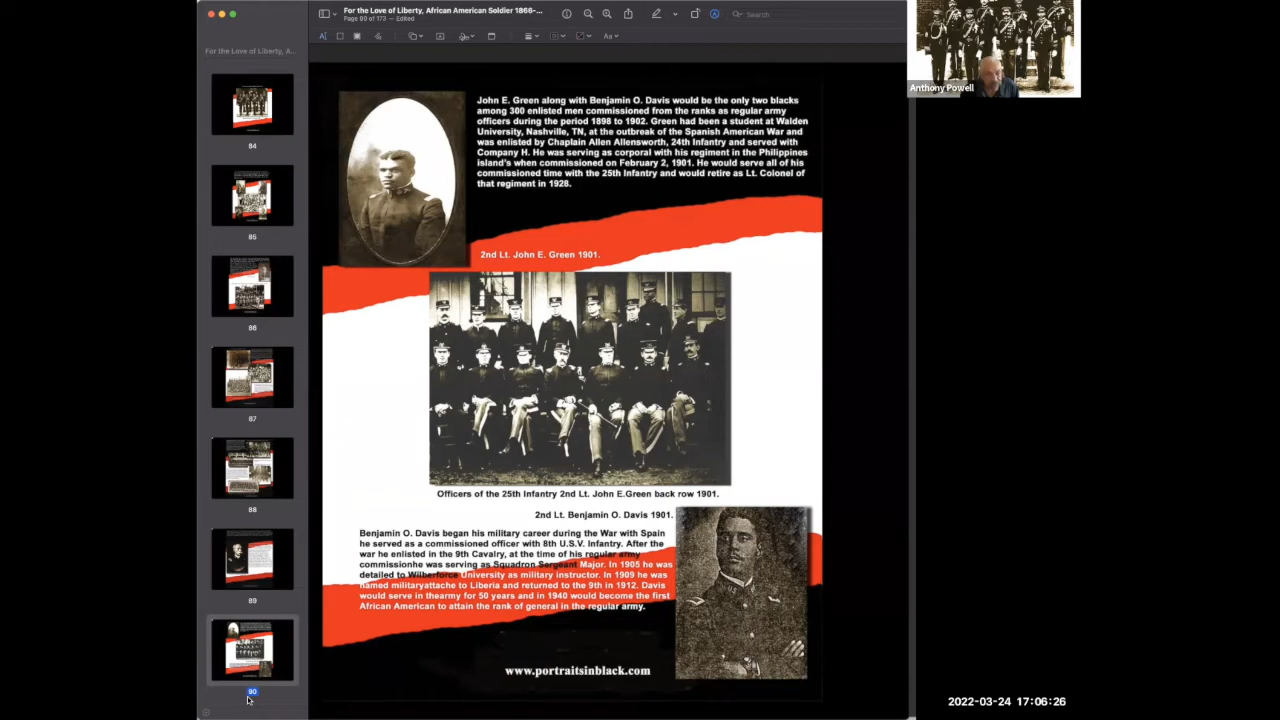 For the Love of Liberty, African American Soldier 1866-...
Page 90 of 173 — Edited
Search
For the Love of Liberty, A...
84
85
86
87
88
89
90
John E. Green along with Benjamin O. Davis would be the only two blacks
among 300 enlisted men commissioned from the ranks as regular army
officers during the period 1898 to 1902. Green had been a student at Walden
University, Nashville, TN, at the outbreak of the Spanish American War and
was enlisted by Chaplain Allen Allensworth, 24th Infantry and served with
Company H. He was serving as corporal with his regiment in the Philippines
island's when commissioned on February 2, 1901. He would serve all of his
commissioned time with the 25th Infantry and would retire as Lt. Colonel of
that regiment in 1928.
2nd Lt. John E. Green 1901.
Officers of the 25th Infantry 2nd Lt. John E.Green back row 1901.
2nd Lt. Benjamin O. Davis 1901.
Benjamin O. Davis began his military career during the War with Spain
he served as a commissioned officer with 8th U.S.V. Infantry. After the
war he enlisted in the 9th Cavalry, at the time of his regular army
commissionhe was serving as Squadron Sergeant Major. In 1905 he was
detailed to Wilberforce University as military instructor. In 1909 he was
named militaryattache to Liberia and returned to the 9th in 1912. Davis
would serve in thearmy for 50 years and in 1940 would become the first
African American to attain the rank of general in the regular army.
www.portraitsinblack.com
Anthony Powell
2022-03-24 17:06:26